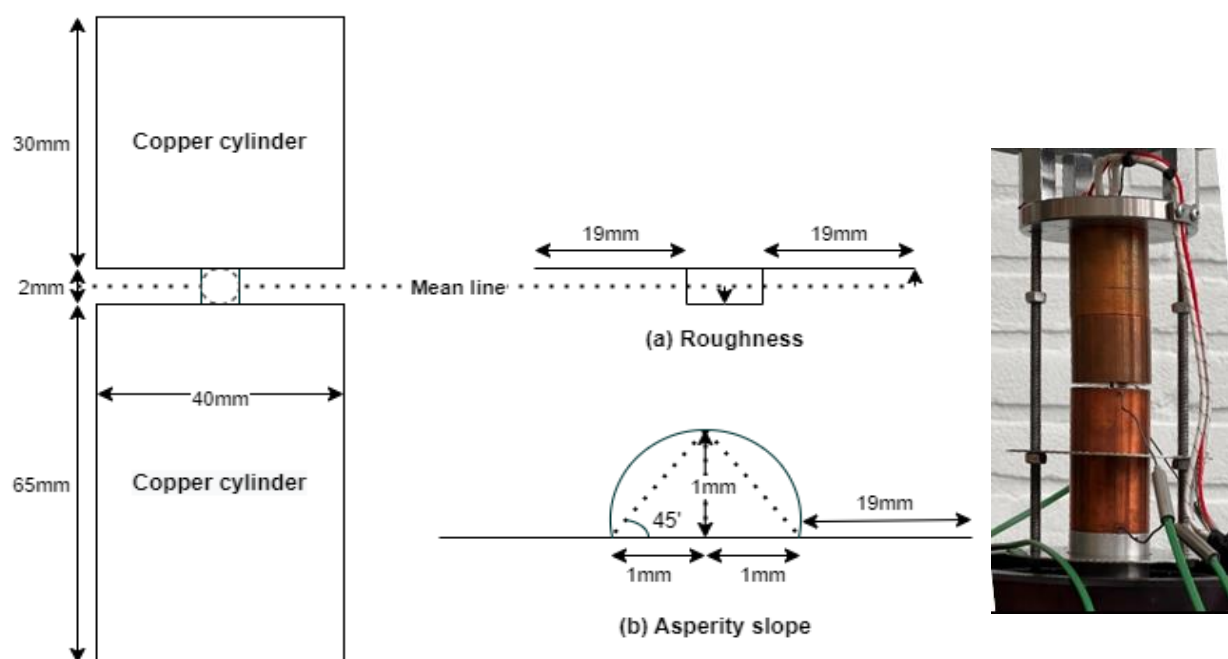 30mm
Copper cylinder
2mm
65mm
40mm
Copper cylinder
Mean line
19mm
19mm
(a) Roughness
1mm
45'
19mm
1mm
1mm
(b) Asperity slope